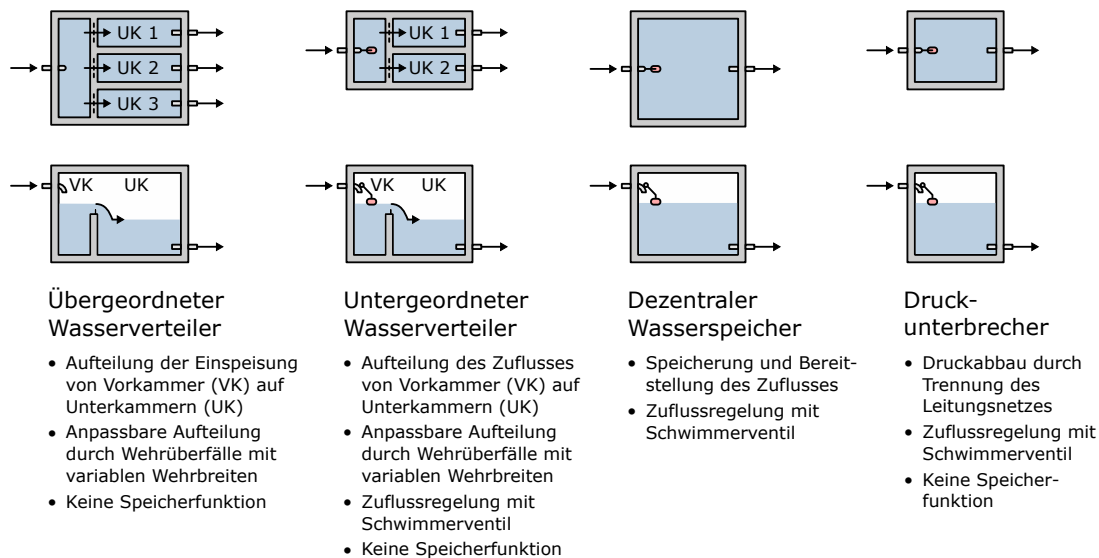 UK 1
UK 2
UK 3
UK 1
UK 2
VK UK
VK UK
Übergeordneter
Wasserverteiler
• Aufteilung der Einspeisung
von Vorkammer (VK) auf
Unterkammern (UK)
• Anpassbare Aufteilung
durch Wehrüberfälle mit
variablen Wehrbreiten
• Keine Speicherfunktion
Untergeordneter
Wasserverteiler
• Aufteilung des Zuflusses
von Vorkammer (VK) auf
Unterkammern (UK)
• Anpassbare Aufteilung
durch Wehrüberfälle mit
variablen Wehrbreiten
• Zuflussregelung mit
Schwimmerventil
• Keine Speicherfunktion
Dezentraler
Wasserspeicher
• Speicherung und Bereit-
stellung des Zuflusses
• Zuflussregelung mit
Schwimmerventil
Druck-
unterbrecher
• Druckabbau durch
Trennung des
Leitungsnetzes
• Zuflussregelung mit
Schwimmerventil
• Keine Speicher-
funktion